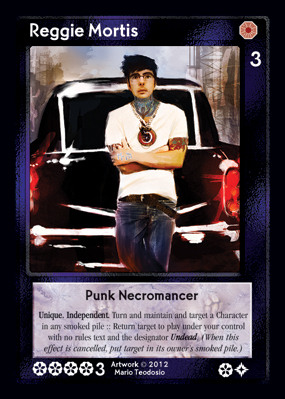 Reggie Mortis
3
Punk Necromancer
Unique. Independent. Turn and maintain and target a Character
in any smoked pile :: Return target to play under your control
with no rules text and the designator Undead. (When this
effect is cancelled, put target in its owner's smoked pile.)
3
Artwork © 2012
Mario Teodosio